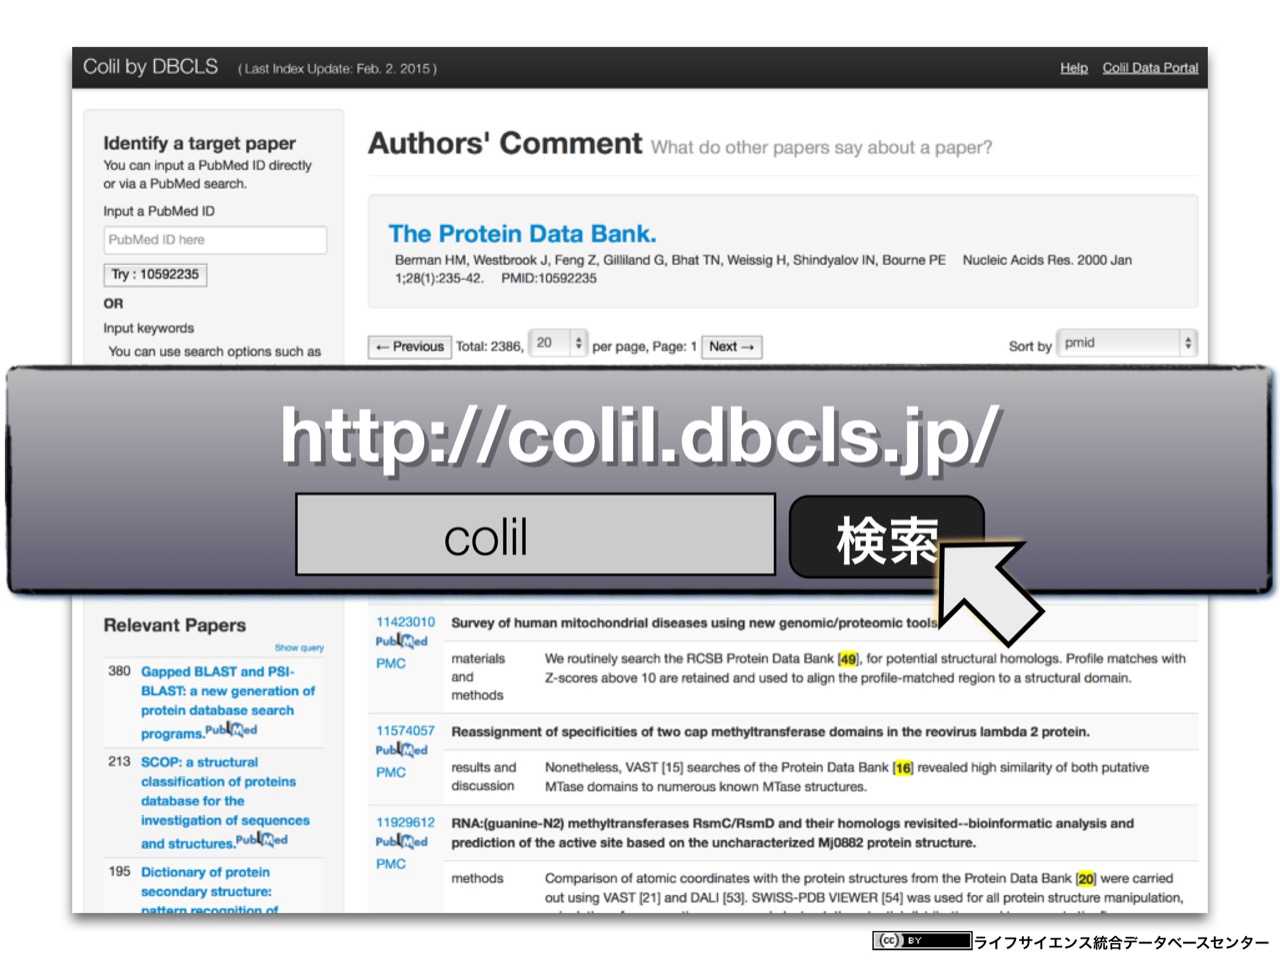 Colil by DBCLS ( Last Index Update: Feb. 2. 2015 )
Help Colil Data Portal
Identify a target paper
You can input a PubMed ID directly
or via a PubMed search.
Input a PubMed ID
PubMed ID here
Try : 10592235
OR
Input keywords
You can use search options such as
Authors' Comment What do other papers say about a paper?
The Protein Data Bank.
Berman HM, Westbrook J, Feng Z, Gilliland G, Bhat TN, Weissig H, Shindyalov IN, Bourne PE Nucleic Acids Res. 2000 Jan
1;28(1):235-42. PMID:10592235
← Previous Total: 2386, 20 per page, Page: 1 Next →
Sort by pmid
http://colil.dbcls.jp/
colil
検索
Relevant Papers
Show query
380 Gapped BLAST and PSI-
BLAST: a new generation of
protein database search
programs.PubMed
213 SCOP: a structural
classification of proteins
database for the
investigation of sequences
and structures.PubMed
195 Dictionary of protein
secondary structure:
pattern recognition of
11423010 Survey of human mitochondrial diseases using new genomic/proteomic tools
PubMed
PMC
materials
and
methods
We routinely search the RCSB Protein Data Bank [49], for potential structural homologs. Profile matches with
Z-scores above 10 are retained and used to align the profile-matched region to a structural domain.
11574057 Reassignment of specificities of two cap methyltransferase domains in the reovirus lambda 2 protein.
PubMed
PMC
results and
discussion
Nonetheless, VAST [15] searches of the Protein Data Bank [16] revealed high similarity of both putative
MTase domains to numerous known MTase structures.
11929612 RNA:(guanine-N2) methyltransferases RsmC/RsmD and their homologs revisited--bioinformatic analysis and
prediction of the active site based on the uncharacterized Mj0882 protein structure.
PubMed
PMC
methods
Comparison of atomic coordinates with the protein structures from the Protein Data Bank [20] were carried
out using VAST [21] and DALI [53]. SWISS-PDB VIEWER [54] was used for all protein structure manipulation,
cc BY ライフサイエンス統合データベースセンター